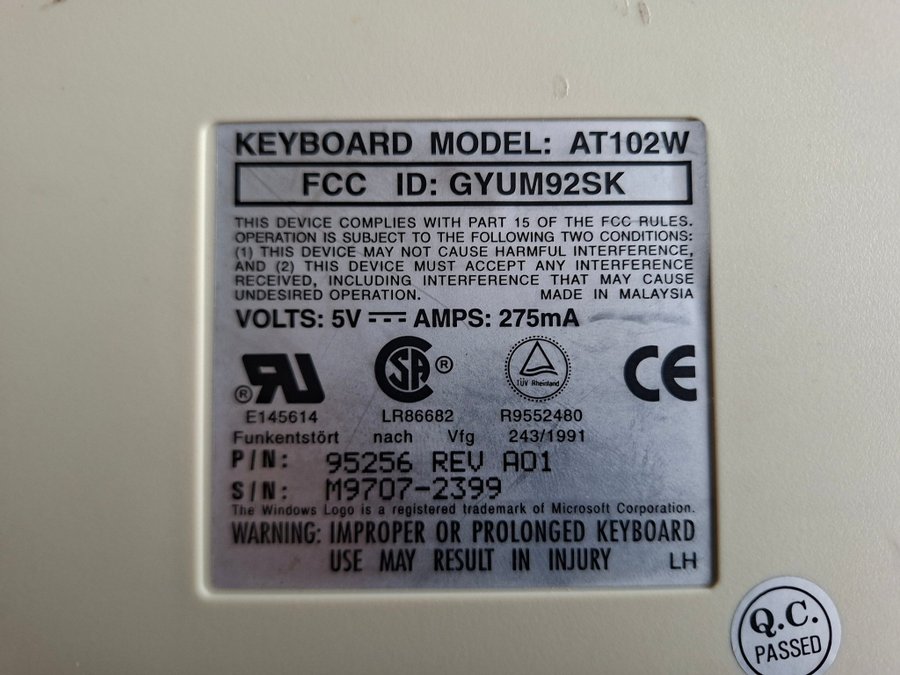 KEYBOARD MODEL: AT102W
FCC ID: GYUM92SK
THIS DEVICE COMPLIES WITH PART 15 OF THE FCC RULES.
OPERATION IS SUBJECT TO THE FOLLOWING TWO CONDITIONS:
(1) THIS DEVICE MAY NOT CAUSE HARMFUL INTERFERENCE,
AND (2) THIS DEVICE MUST ACCEPT ANY INTERFERENCE
RECEIVED, INCLUDING INTERFERENCE THAT MAY CAUSE
UNDESIRED OPERATION. MADE IN MALAYSIA
VOLTS: 5V AMPS: 275mA
® RU CSA ® TÜV Rheinland CE
E145614 LR86682 R9552480
Funkentstört nach Vfg 243/1991
P/N: 95256 REV A01
S/N: M9707-2399
The Windows Logo is a registered trademark of Microsoft Corporation.
WARNING: IMPROPER OR PROLONGED KEYBOARD
USE MAY RESULT IN INJURY LH
Q.C.
PASSED